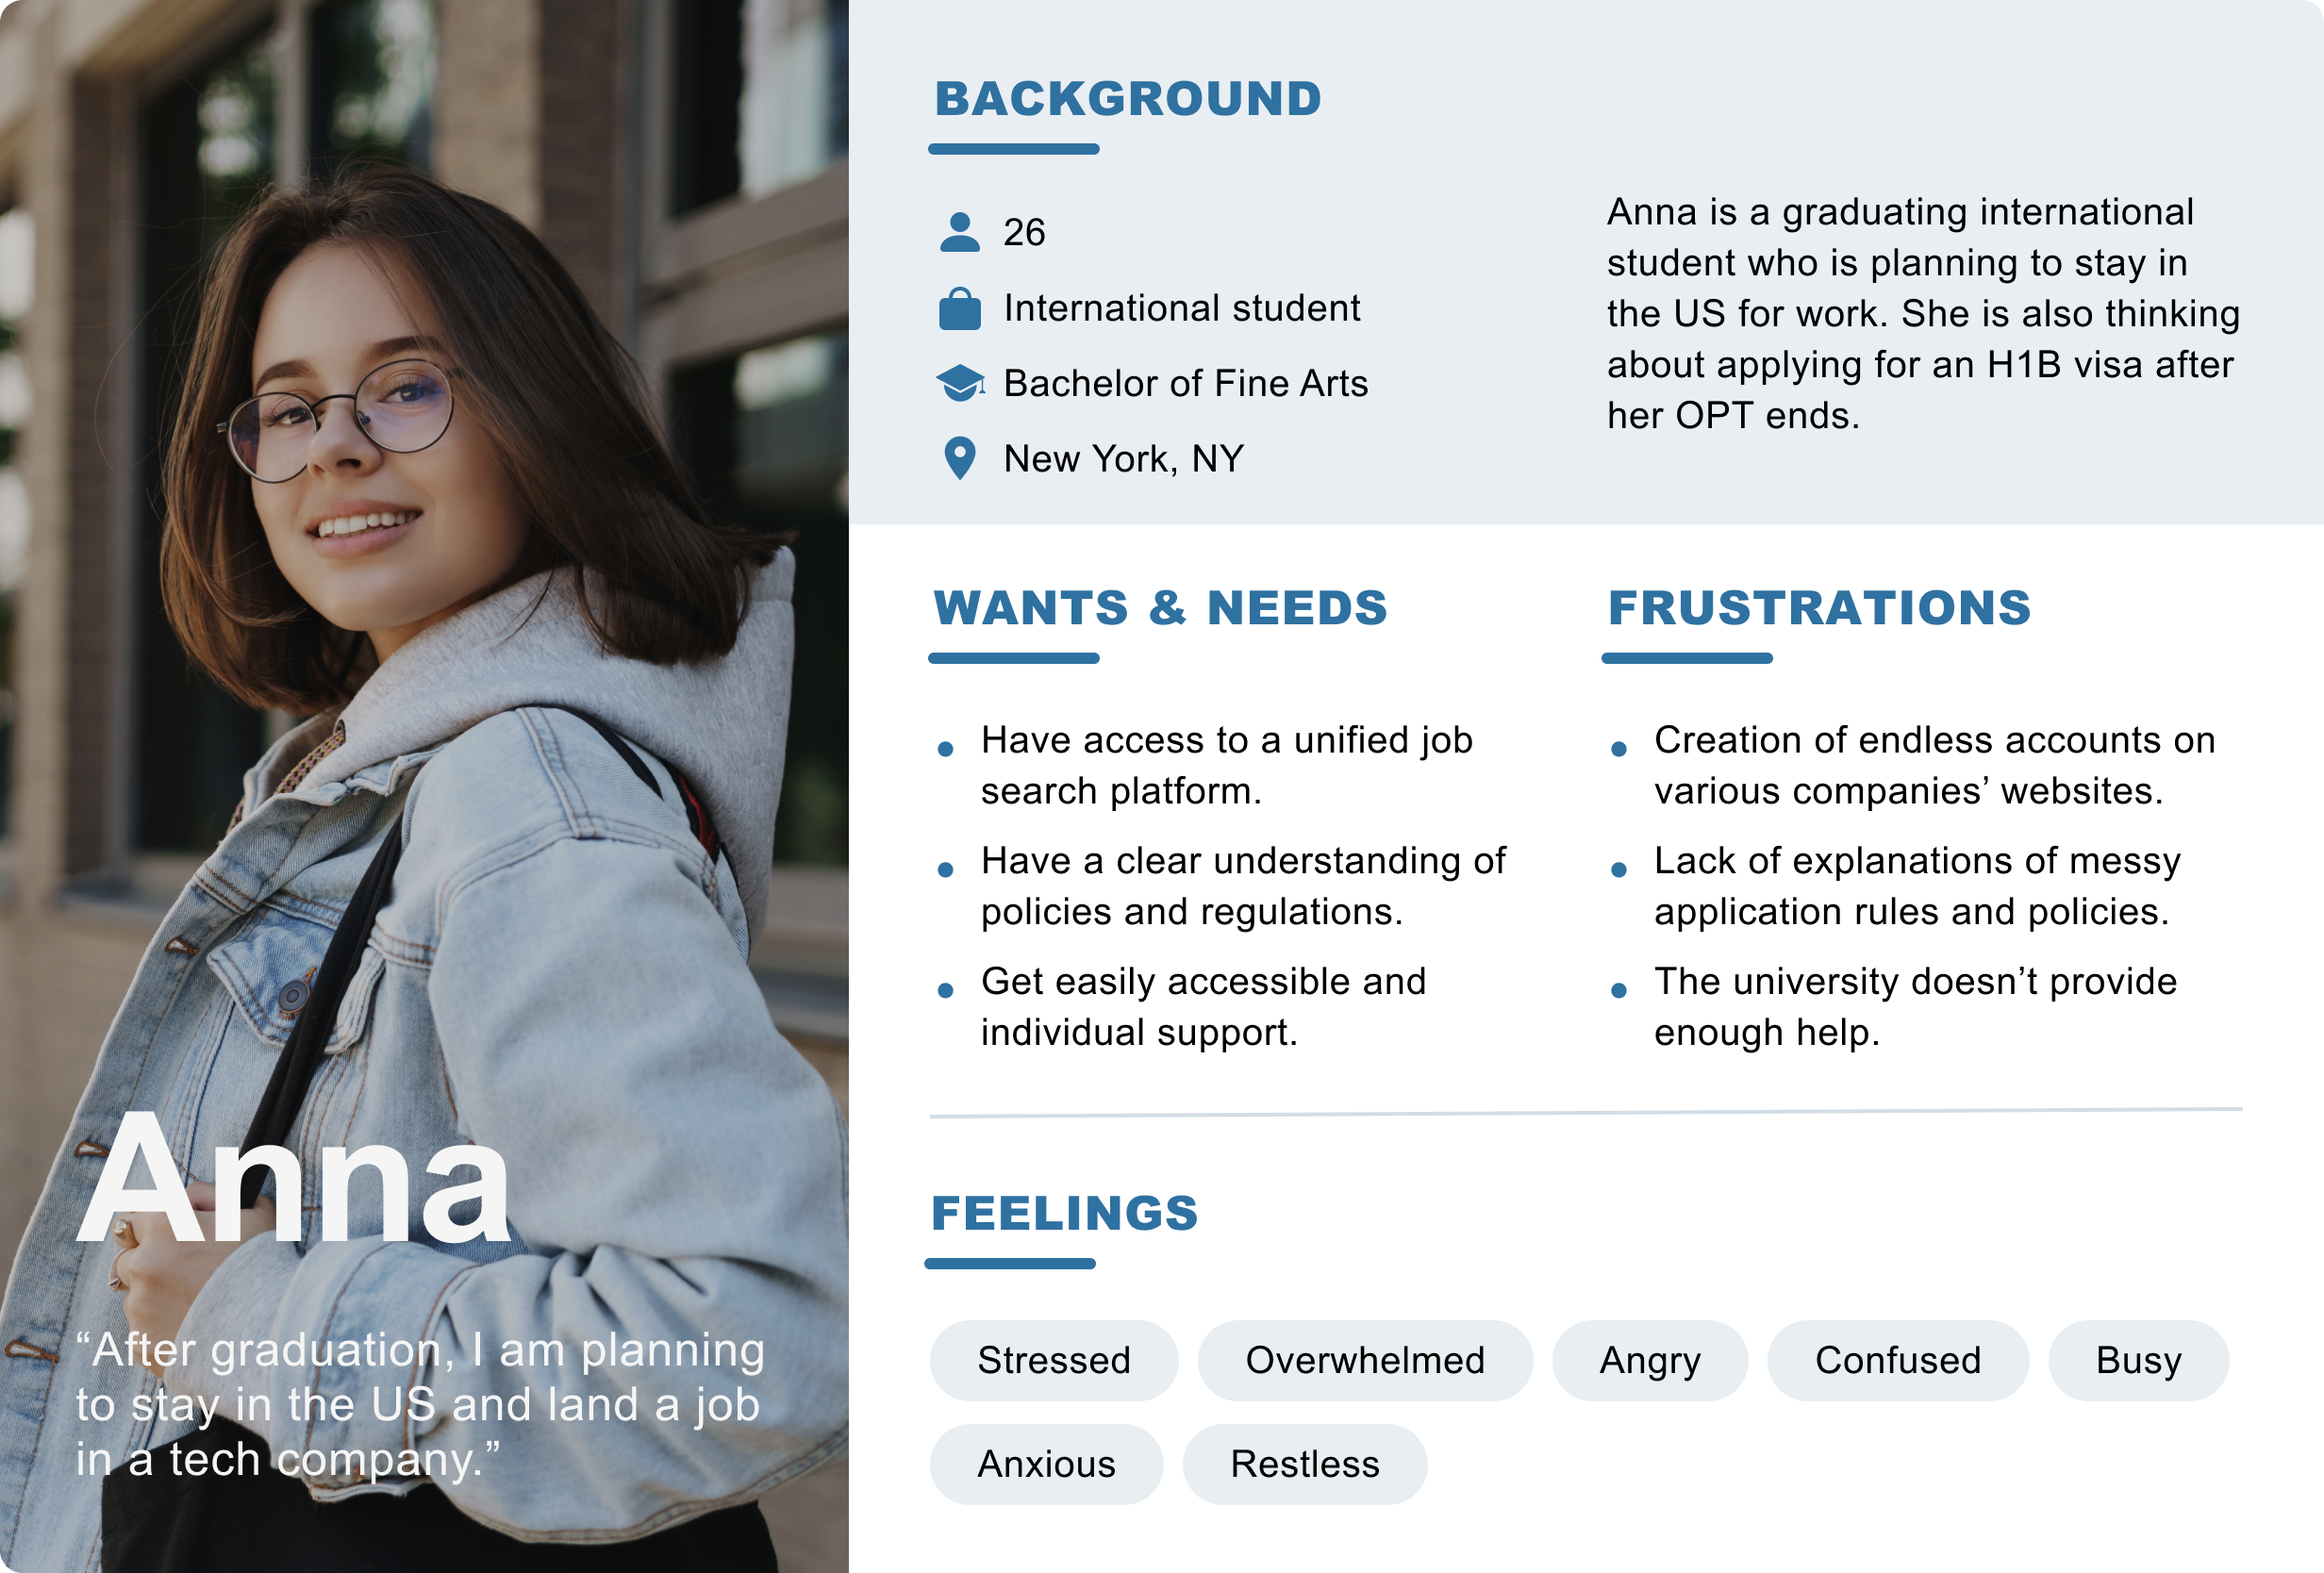 Anna
“After graduation, I am planning
to stay in the US and land a job
in a tech company.”
BACKGROUND
26
International student
Bachelor of Fine Arts
New York, NY
Anna is a graduating international
student who is planning to stay in
the US for work. She is also thinking
about applying for an H1B visa after
her OPT ends.
WANTS & NEEDS
Have access to a unified job
search platform.
Have a clear understanding of
policies and regulations.
Get easily accessible and
individual support.
FRUSTRATIONS
Creation of endless accounts on
various companies’ websites.
Lack of explanations of messy
application rules and policies.
The university doesn’t provide
enough help.
FEELINGS
Stressed
Overwhelmed
Angry
Confused
Busy
Anxious
Restless